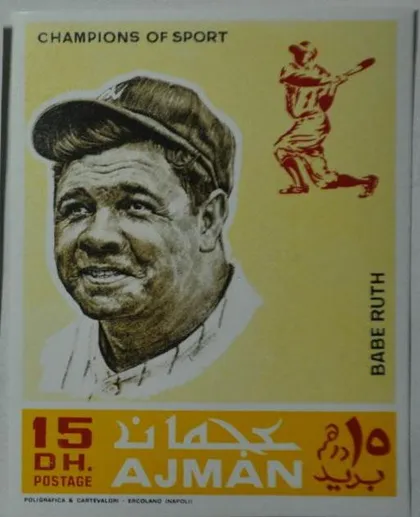 CHAMPIONS OF SPORT
BABE RUTH
15 عجمان ١٥
DH. درهم
POSTAGE AJMAN بريد
POLIGRAFICA & CARTEVALORI - ERCOLANO (NAPOLI)